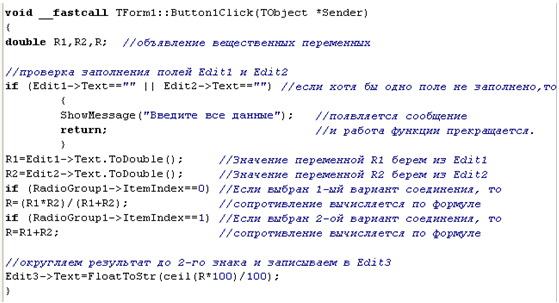 void __fastcall TForm1::Button1Click(TObject *Sender)
{
double R1,R2,R; //объявление вещественных переменных
//проверка заполнения полей Edit1 и Edit2
if (Edit1->Text=="" || Edit2->Text=="") //если хотя бы одно поле не заполнено,то
{
ShowMessage("Введите все данные"); //появляется сообщение
return; //и работа функции прекращается.
}
R1=Edit1->Text.ToDouble(); //Значение переменной R1 берем из Edit1
R2=Edit2->Text.ToDouble(); //Значение переменной R2 берем из Edit2
if (RadioGroup1->ItemIndex==0) //Если выбран 1-ый вариант соединения, то
R=(R1*R2)/(R1+R2); //сопротивление вычисляется по формуле
if (RadioGroup1->ItemIndex==1) //Если выбран 2-ой вариант соединения, то
R=R1+R2; //сопротивление вычисляется по формуле
//округляем результат до 2-го знака и записываем в Edit3
Edit3->Text=FloatToStr(ceil(R*100)/100);
}